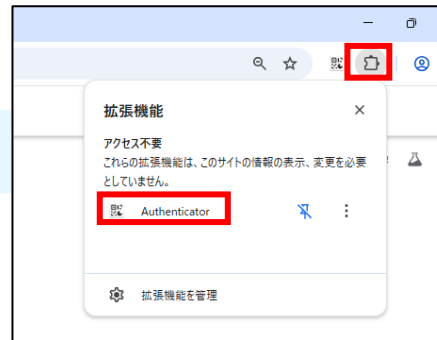 拡張機能
アクセス不要
これらの拡張機能は、このサイトの情報の表示、変更を必要
としていません。
Authenticator
拡張機能を管理